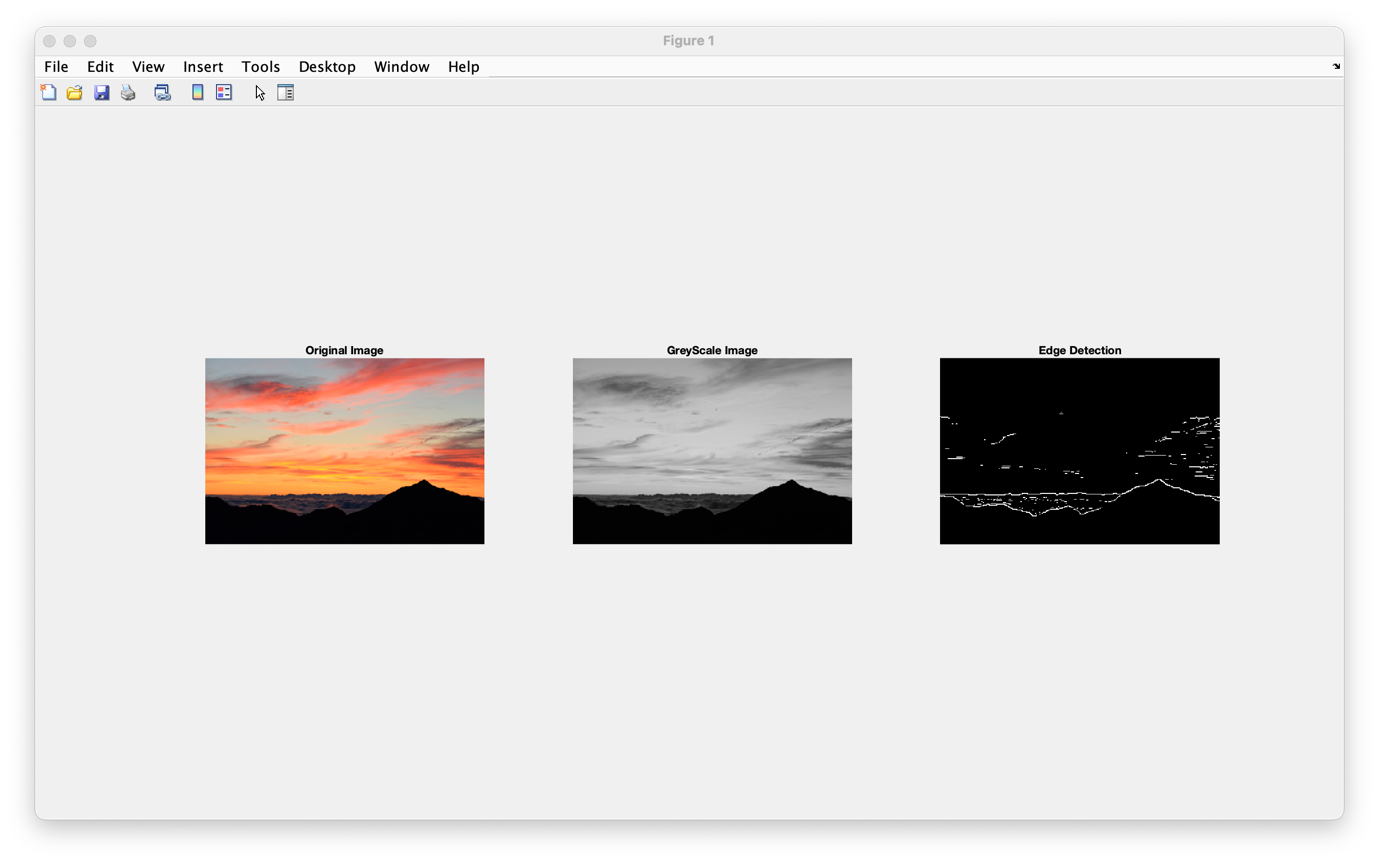 Figure 1
File Edit View Insert Tools Desktop Window Help
Original Image
GreyScale Image
Edge Detection